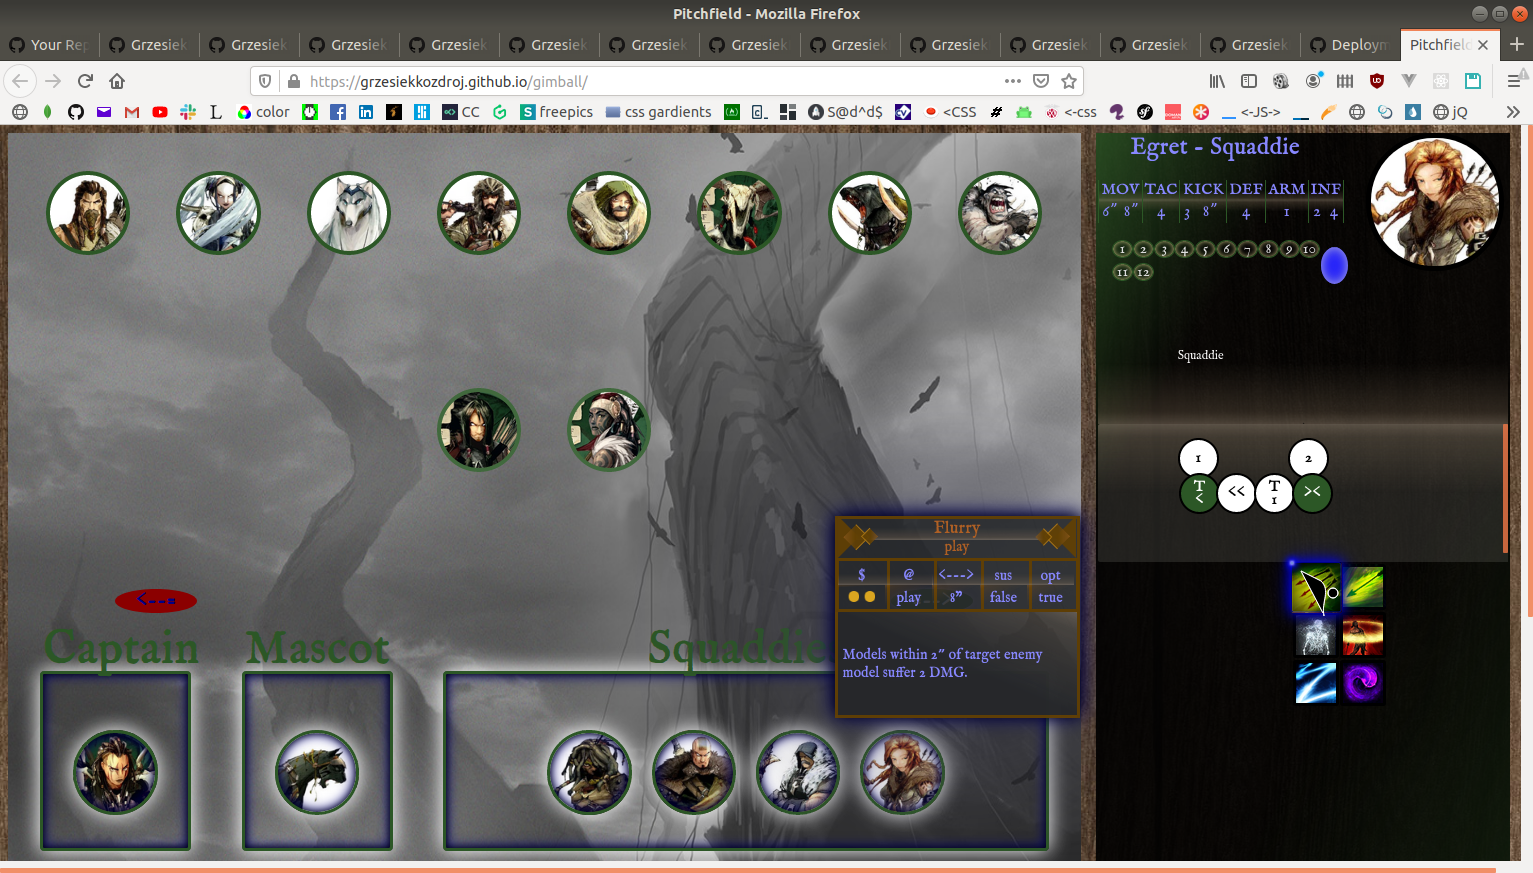 Pitchfield - Mozilla Firefox
Your Rep
Grzesiek
Grzesiek
Grzesiek
Grzesiek
Grzesiek
Grzesiek
Grzesiek
Grzesiek
Grzesiek
Grzesiek
Grzesiek
Grzesiek
Deploym
Pitchfield
https://grzesiekkozdroj.github.io/gimball/
color
CC
freepics
css gardients
S@d^d$
<CSS
<-css
<-JS->
jQ
Egret - Squaddie
MOV TAC KICK DEF ARM INF
6" 8" 4 3 8" 4 1 2 4
1 2 3 4 5 6 7 8 9 10
11 12
Squaddie
1 2
T < << T 1 ><
Flurry
play
$ @ <---> sus opt
play 8" false true
Models within 2" of target enemy
model suffer 2 DMG.
<--=
Captain
Mascot
Squaddie